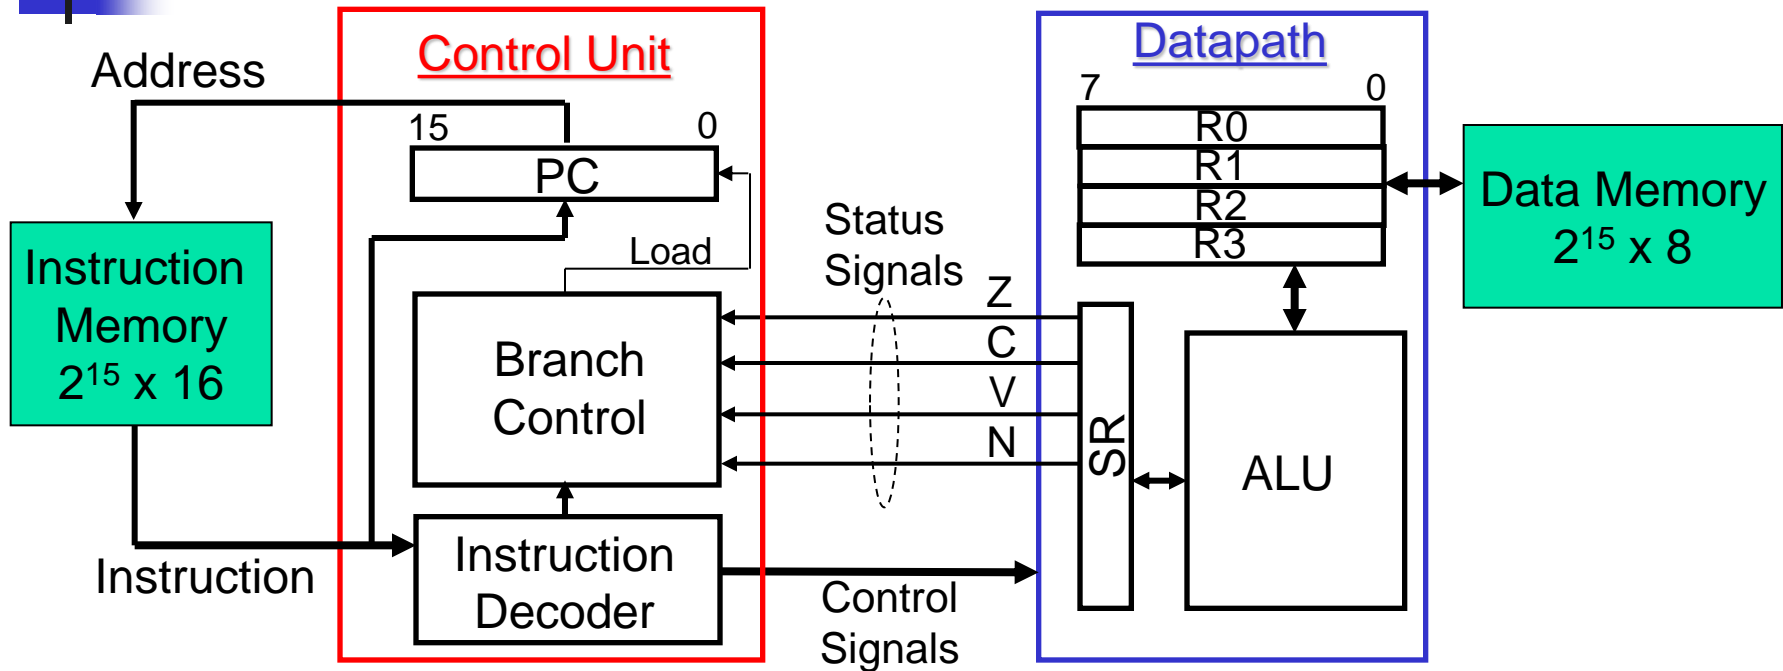 Control Unit
Datapath
Address
15
0
PC
7
0
R0
R1
R2
R3
Data Memory
2¹⁵ x 8
Instruction
Memory
2¹⁵ x 16
Load
Status
Signals
Z
C
V
N
Branch
Control
SR
ALU
Instruction
Instruction
Decoder
Control
Signals